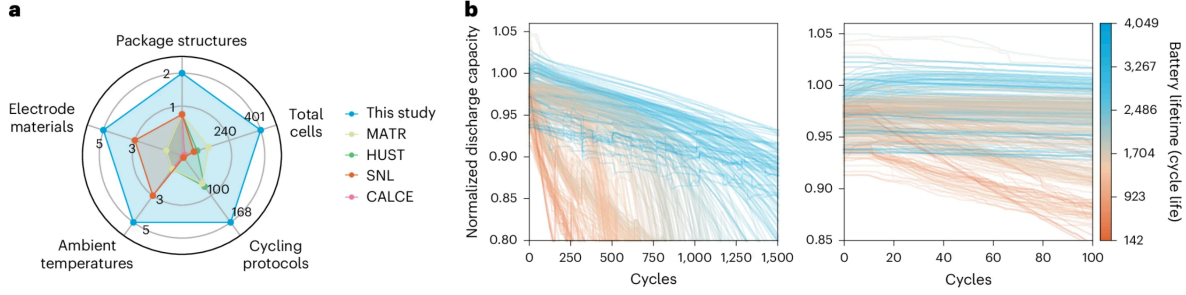 a
Package structures
2
1
Electrode
materials
5
3
401
240
Total
cells
100
168
3
5
Ambient
temperatures
Cycling
protocols
This study
MATR
HUST
SNL
CALCE
b
Normalized discharge capacity
1.05
1.00
0.95
0.90
0.85
0.80
0 250 500 750 1,000 1,250 1,500
Cycles
1.05
1.00
0.95
0.90
0.85
0 20 40 60 80 100
Cycles
4,049
3,267
2,486
1,704
923
142
Battery lifetime (cycle life)